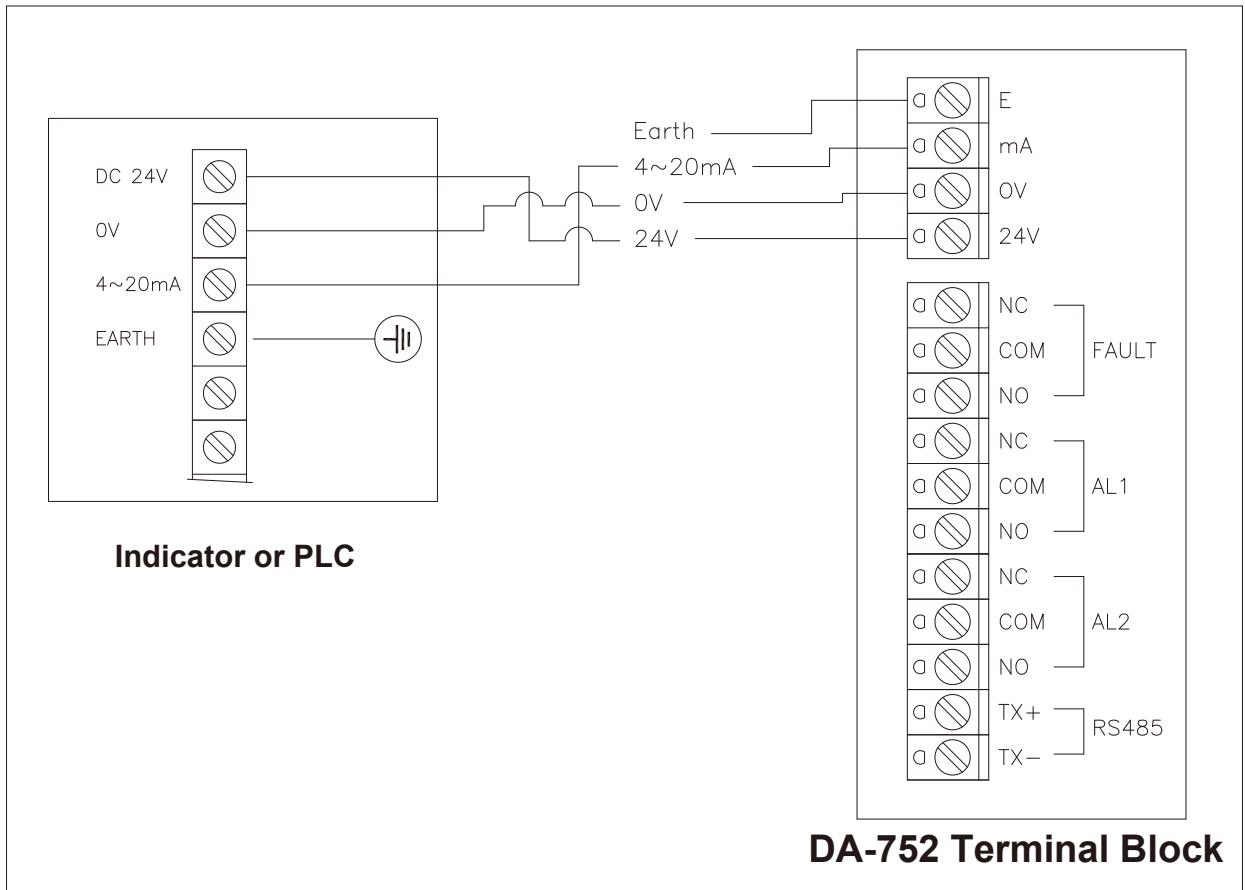 DC 24V
0V
4~20mA
EARTH
Indicator or PLC
Earth
4~20mA
0V
24V
E
mA
0V
24V
NC
COM
NO
FAULT
NC
COM
NO
AL1
NC
COM
NO
AL2
TX+
TX-
RS485
DA-752 Terminal Block